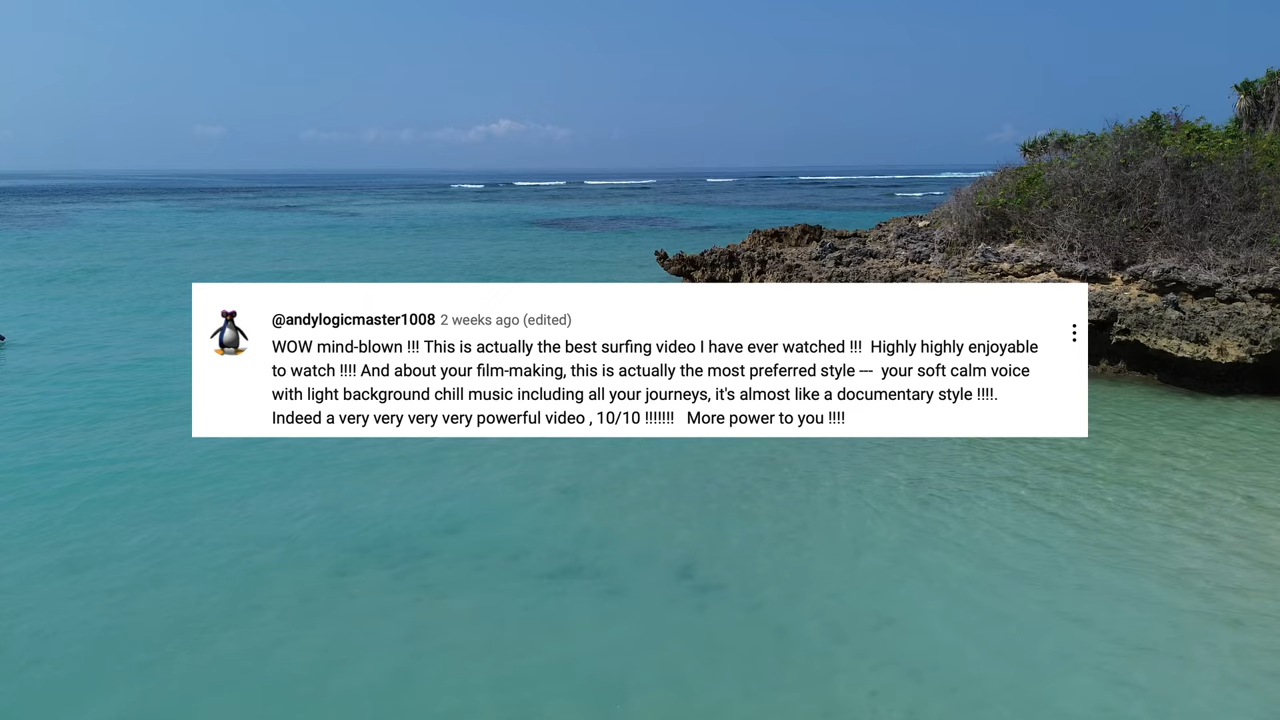 @andylogicmaster1008 2 weeks ago (edited)
WOW mind-blown !!! This is actually the best surfing video I have ever watched !!!  Highly highly enjoyable
to watch !!!! And about your film-making, this is actually the most preferred style ---  your soft calm voice
with light background chill music including all your journeys, it's almost like a documentary style !!!!.
Indeed a very very very very powerful video , 10/10 !!!!!!!   More power to you !!!!